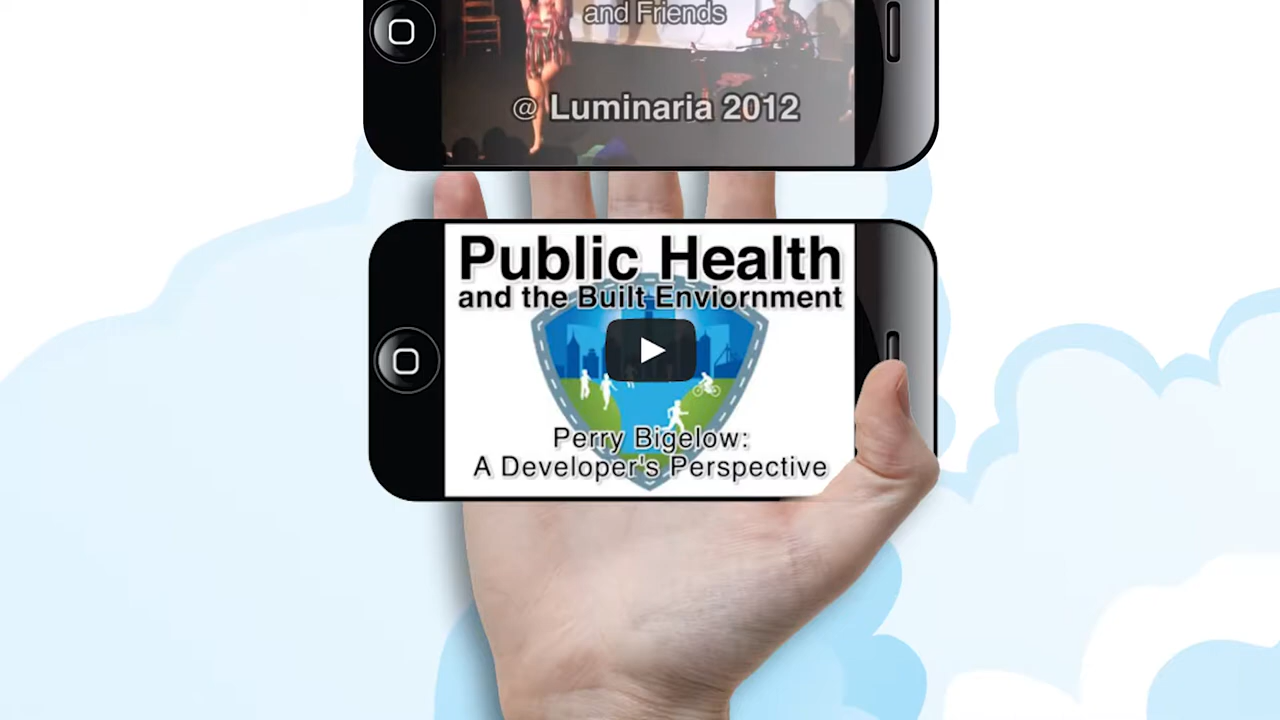 and Friends
@ Luminaria 2012
Public Health
and the Built Enviornment
Perry Bigelow:
A Developer's Perspective